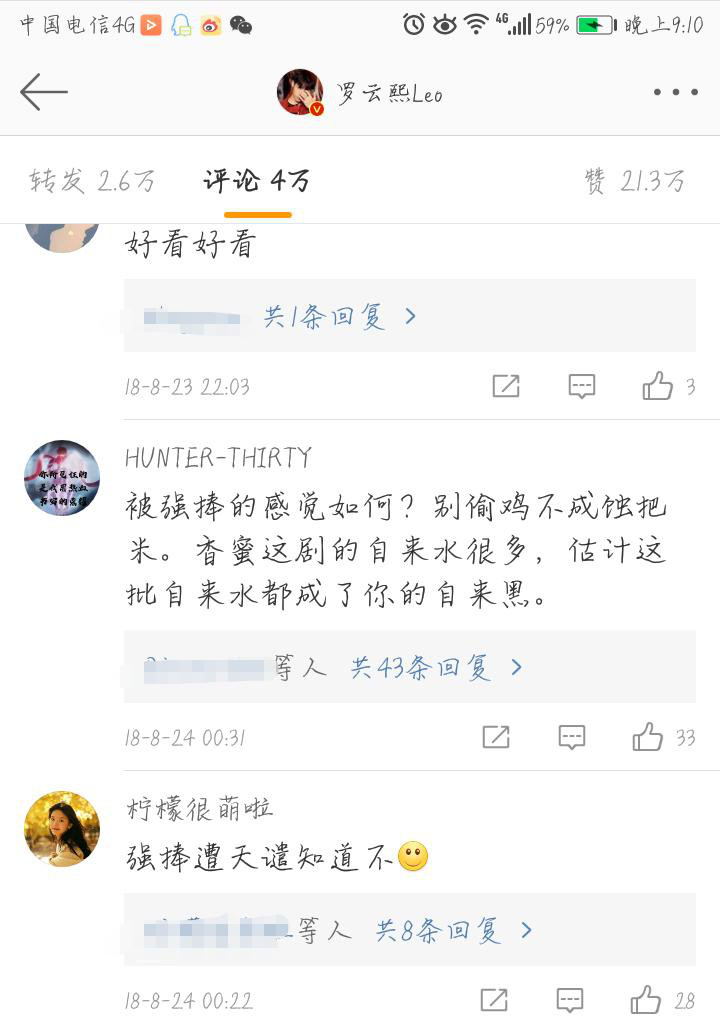 中国电信4G
4G
59%
晚上9:10
罗云熙Leo
转发 2.6万
评论 4万
赞 21.3万
好看好看
共1条回复 >
18-8-23 22:03
3
HUNTER-THIRTY
被强捧的感觉如何？别偷鸡不成蚀把
米。香蜜这剧的自来水很多，估计这
批自来水都成了你的自来黑。
等人 共43条回复 >
18-8-24 00:31
33
柠檬很萌啦
强捧遭天谴知道不
等人 共8条回复 >
18-8-24 00:22
28